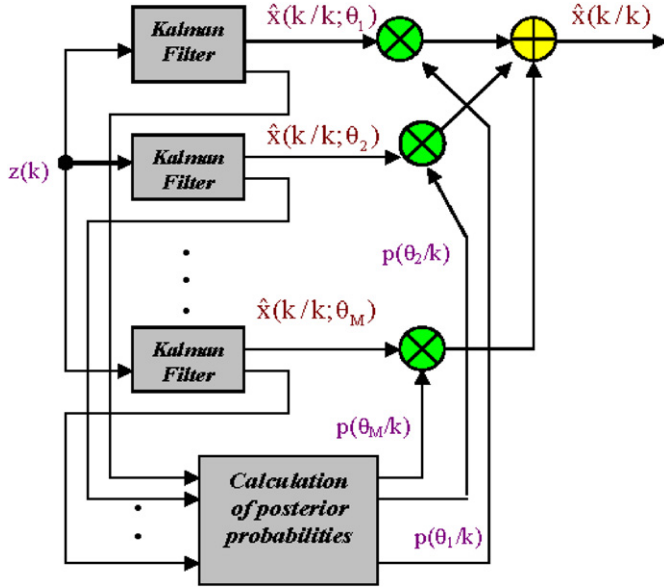 Kalman
Filter
x̂(k/k;θ₁)
x̂(k/k)
z(k)
Kalman
Filter
x̂(k/k;θ₂)
p(θ₂/k)
Kalman
Filter
x̂(k/k;θ_M)
p(θ_M/k)
Calculation
of posterior
probabilities
p(θ₁/k)